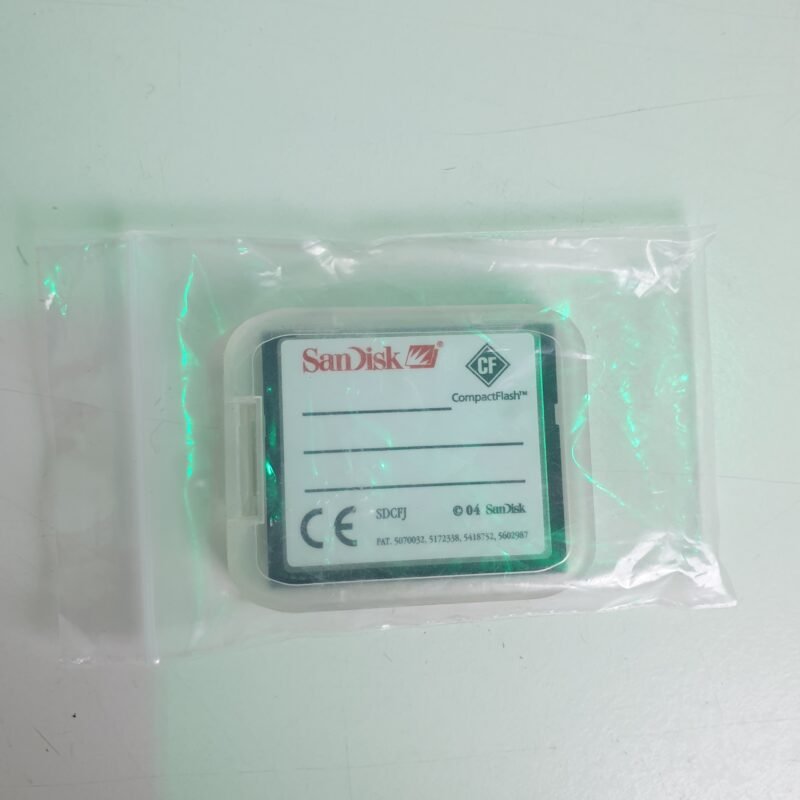 SanDisk®
CF
CompactFlash™
CE
SDCFJ © 04 SanDisk
PAT. 5070032, 5172338, 5418752, 5602987